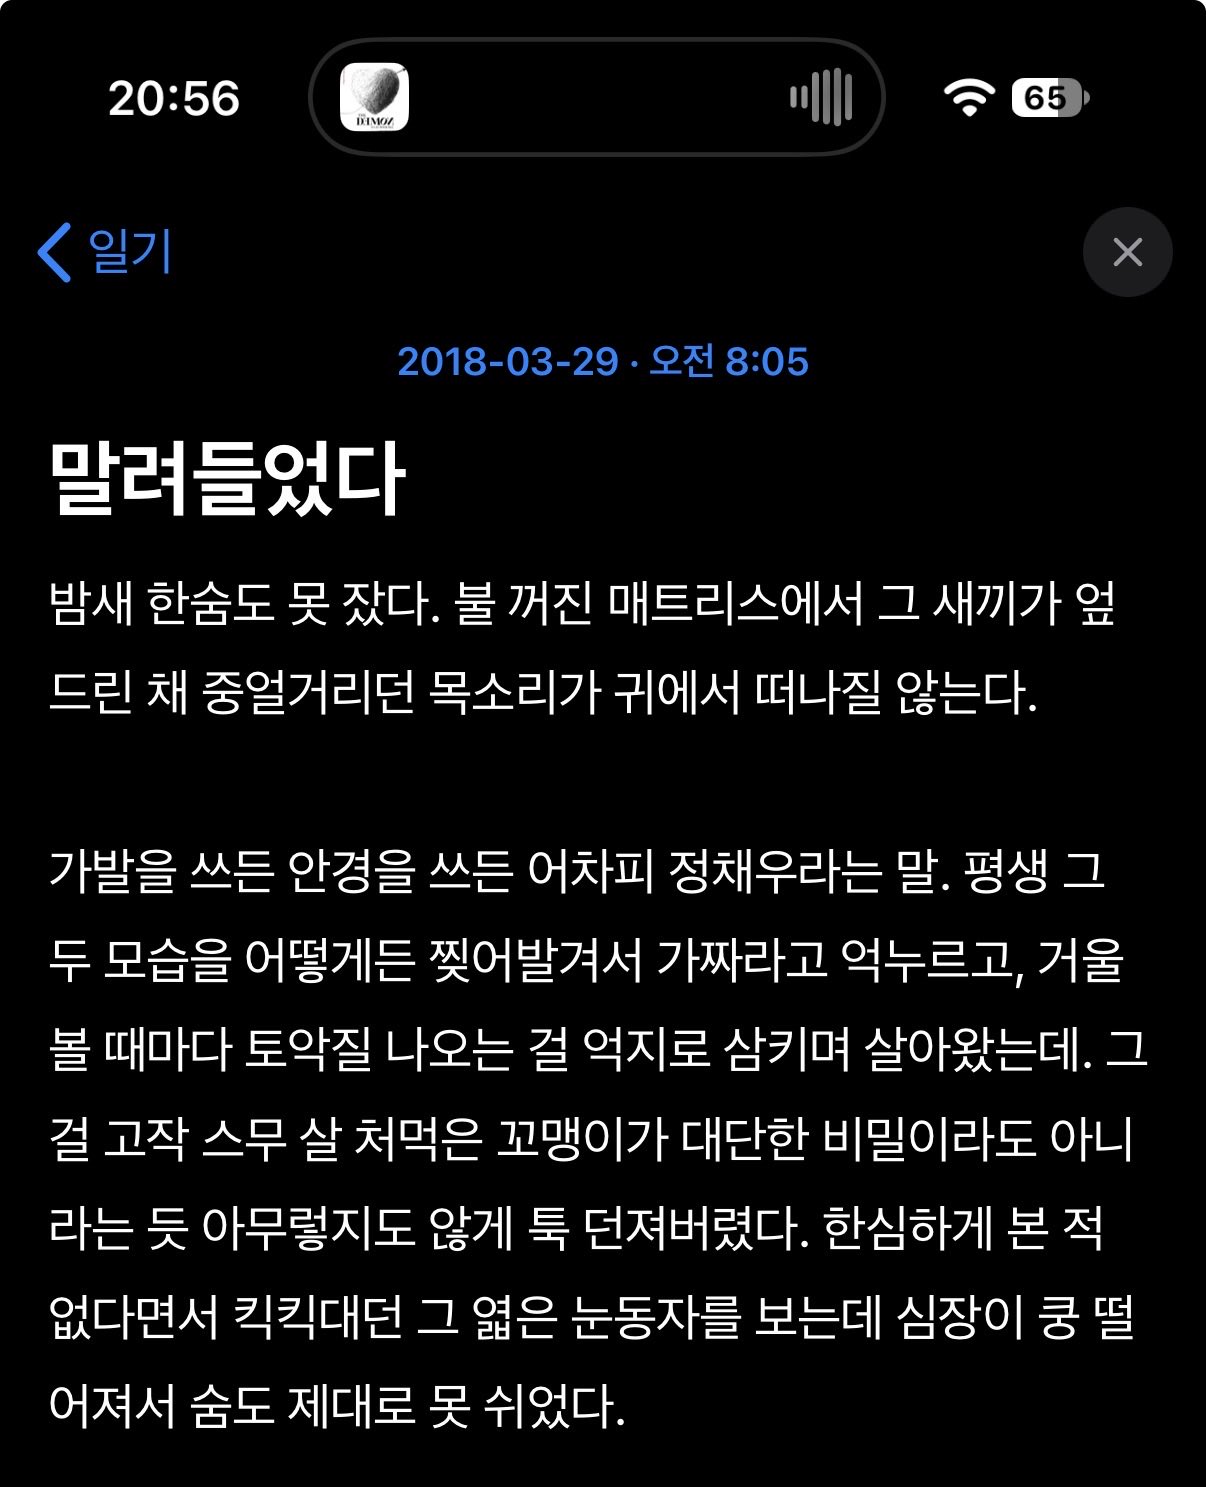 20:56
THE DEIMOZ
65
일기
2018-03-29 · 오전 8:05
말려들었다
밤새 한숨도 못 잤다. 불 꺼진 매트리스에서 그 새끼가 엎
드린 채 중얼거리던 목소리가 귀에서 떠나질 않는다.
가발을 쓰든 안경을 쓰든 어차피 정채우라는 말. 평생 그
두 모습을 어떻게든 찢어발겨서 가짜라고 억누르고, 거울
볼 때마다 토악질 나오는 걸 억지로 삼키며 살아왔는데. 그
걸 고작 스무 살 처먹은 꼬맹이가 대단한 비밀이라도 아니
라는 듯 아무렇지도 않게 툭 던져버렸다. 한심하게 본 적
없다면서 킥킥대던 그 엷은 눈동자를 보는데 심장이 쿵 떨
어져서 숨도 제대로 못 쉬었다.